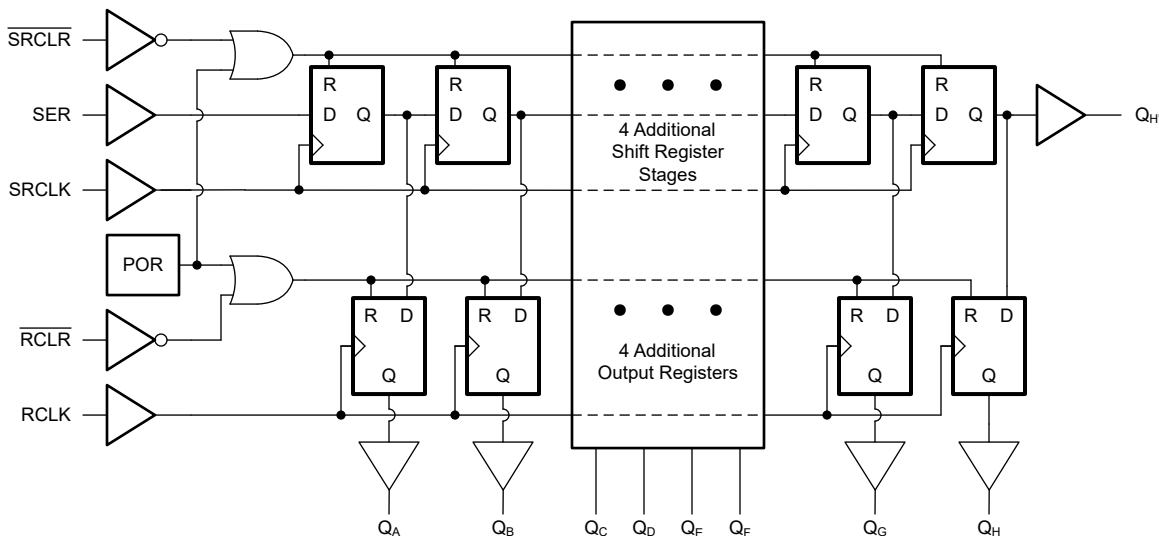 SRCLR
SER
SRCLK
POR
RCLR
RCLK
R
D Q
R
D Q
4 Additional
Shift Register
Stages
R
D Q
R
D Q
QH'
R D
Q
R D
Q
4 Additional
Output Registers
R D
Q
R D
Q
QA QB QC QD QE QF QG QH